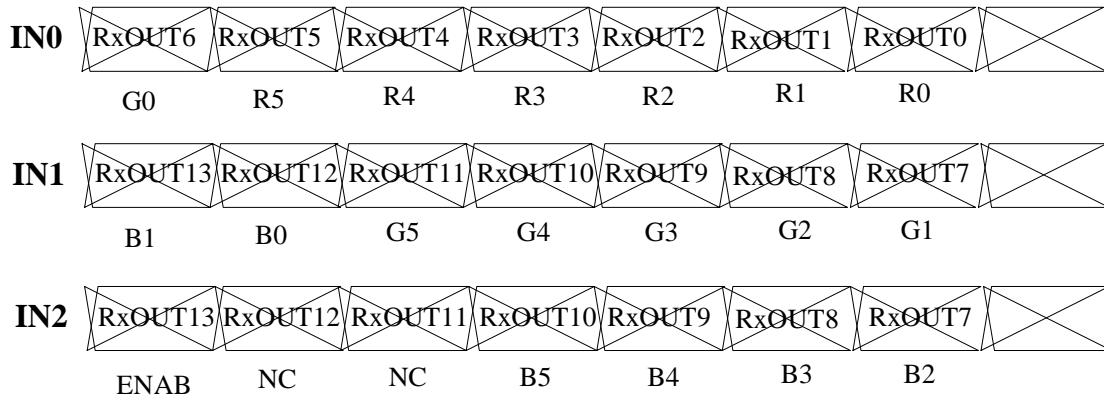 IN0 RxOUT6 RxOUT5 RxOUT4 RxOUT3 RxOUT2 RxOUT1 RxOUT0
G0 R5 R4 R3 R2 R1 R0
IN1 RxOUT13 RxOUT12 RxOUT11 RxOUT10 RxOUT9 RxOUT8 RxOUT7
B1 B0 G5 G4 G3 G2 G1
IN2 RxOUT13 RxOUT12 RxOUT11 RxOUT10 RxOUT9 RxOUT8 RxOUT7
ENAB NC NC B5 B4 B3 B2